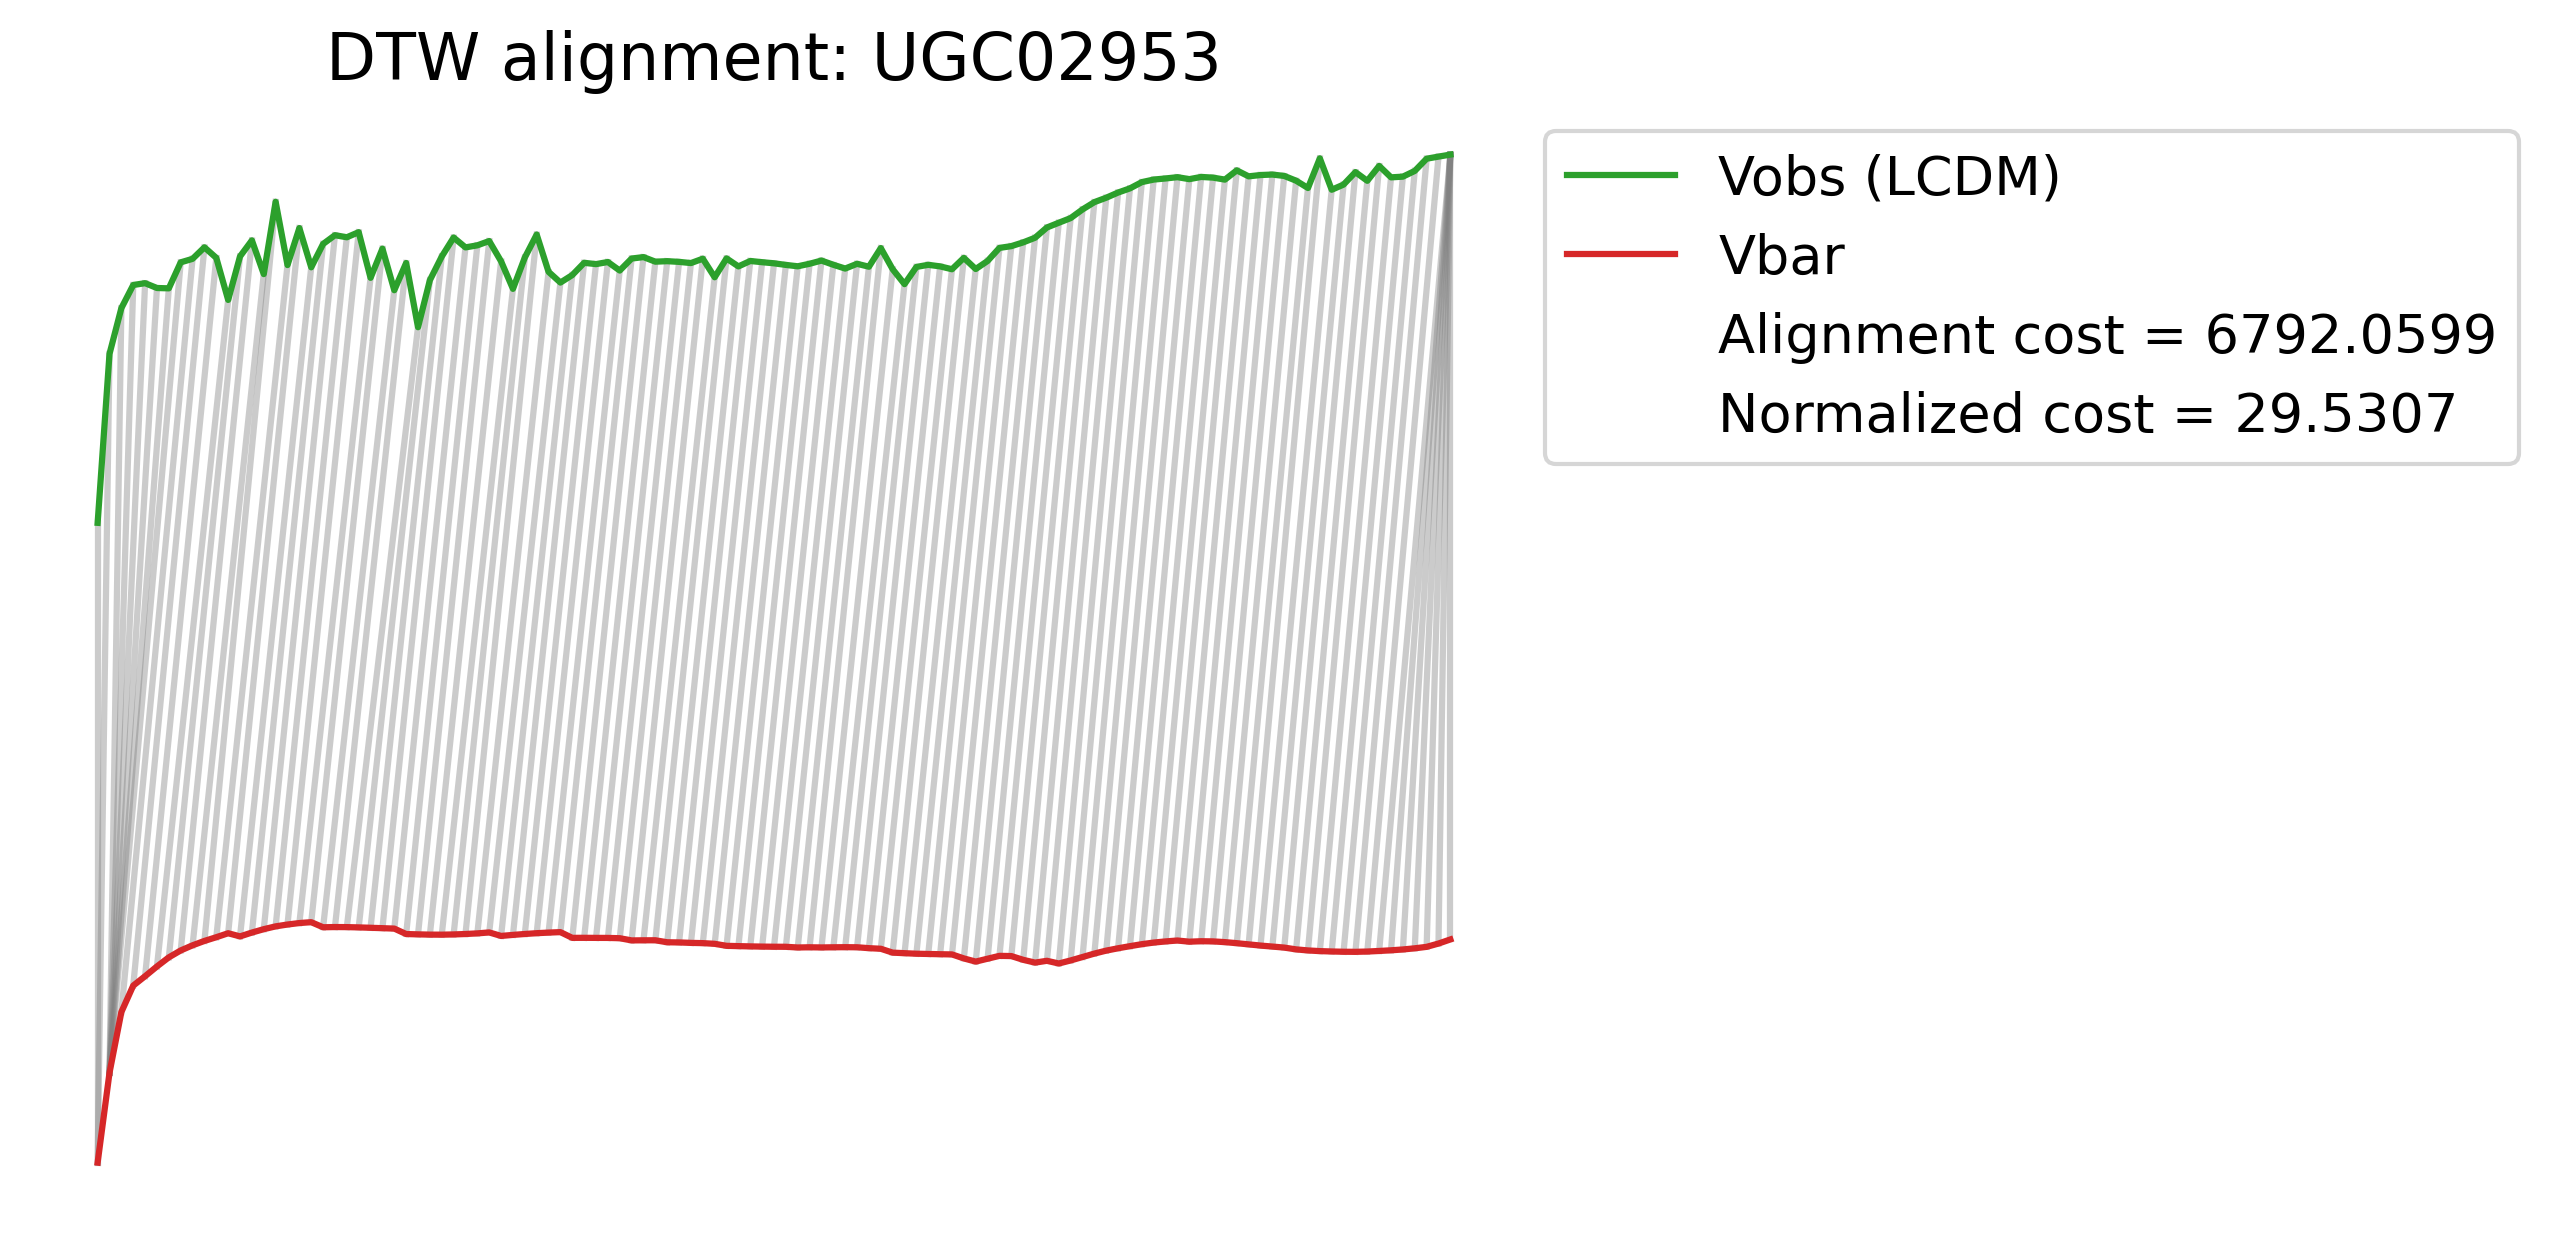 DTW alignment: UGC02953
Vobs (LCDM)
Vbar
Alignment cost = 6792.0599
Normalized cost = 29.5307